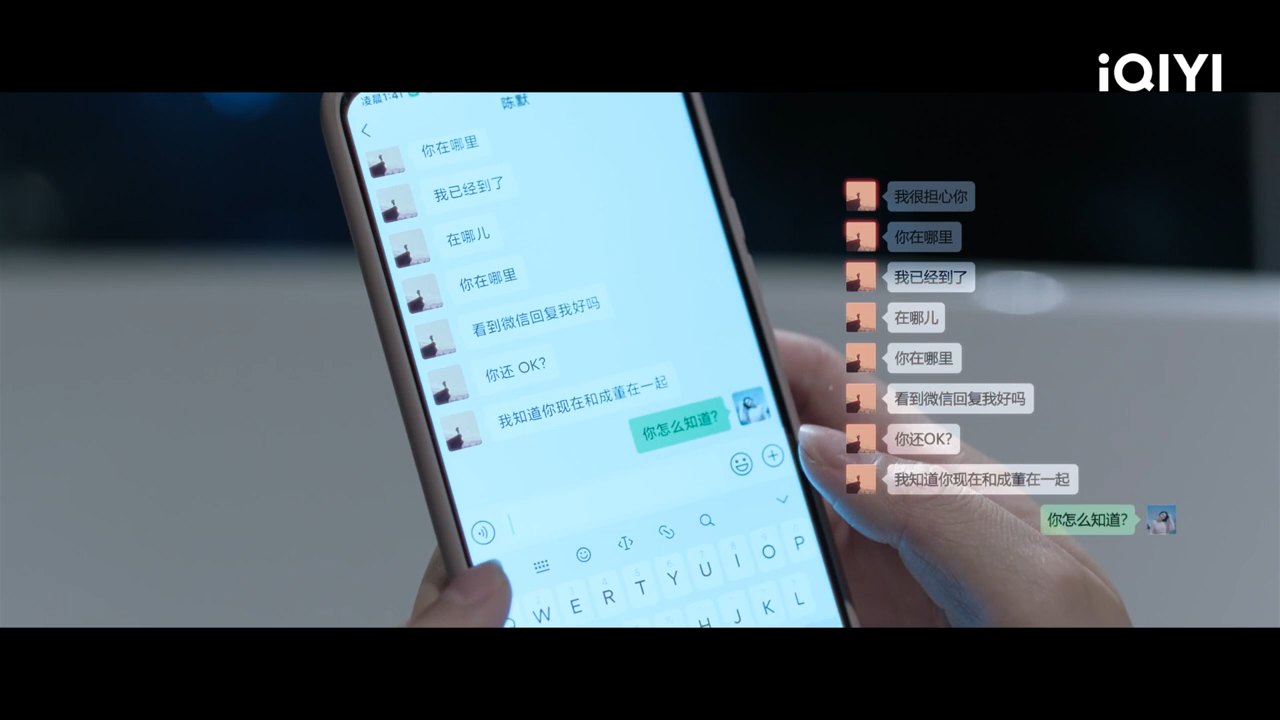 iQIYI
凌晨1:41
陈默
你在哪里
我已经到了
在哪儿
你在哪里
看到微信回复我好吗
你还 OK?
我知道你现在和成董在一起
你怎么知道?
W E R T Y U I O P
H J K L
我很担心你
你在哪里
我已经到了
在哪儿
你在哪里
看到微信回复我好吗
你还OK?
我知道你现在和成董在一起
你怎么知道?